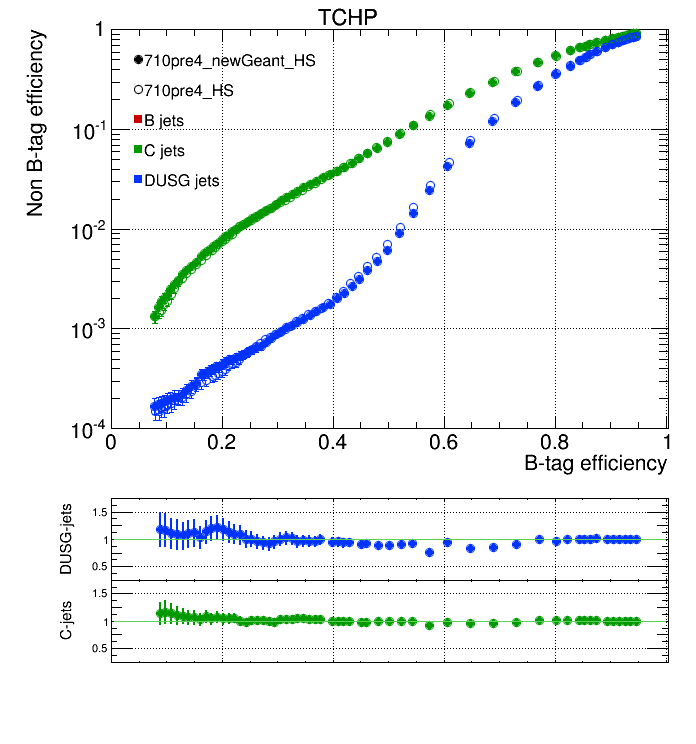 TCHP
Non B-tag efficiency
1
10⁻¹
10⁻²
10⁻³
10⁻⁴
710pre4_newGeant_HS
710pre4_HS
B jets
C jets
DUSG jets
0 0.2 0.4 0.6 0.8 1
B-tag efficiency
DUSG-jets
1.5
1
0.5
C-jets
1.5
1
0.5